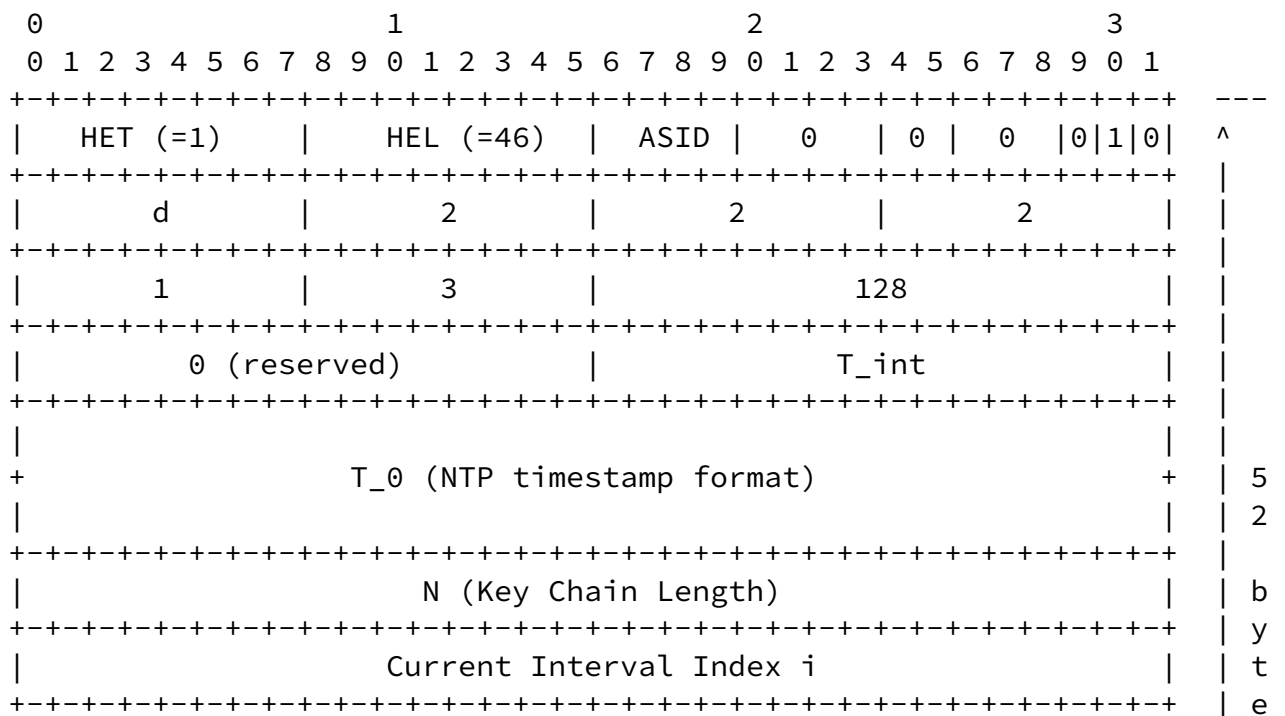 0                   1                   2                   3
 0 1 2 3 4 5 6 7 8 9 0 1 2 3 4 5 6 7 8 9 0 1 2 3 4 5 6 7 8 9 0 1
+-+-+-+-+-+-+-+-+-+-+-+-+-+-+-+-+-+-+-+-+-+-+-+-+-+-+-+-+-+-+-+-+  ---
|   HET (=1)    |    HEL (=46)  |  ASID |   0   | 0 |  0  |0|1|0|  ^
+-+-+-+-+-+-+-+-+-+-+-+-+-+-+-+-+-+-+-+-+-+-+-+-+-+-+-+-+-+-+-+-+  |
|       d       |       2       |       2       |       2       |  |
+-+-+-+-+-+-+-+-+-+-+-+-+-+-+-+-+-+-+-+-+-+-+-+-+-+-+-+-+-+-+-+-+  |
|       1       |       3       |              128              |  |
+-+-+-+-+-+-+-+-+-+-+-+-+-+-+-+-+-+-+-+-+-+-+-+-+-+-+-+-+-+-+-+-+  |
|         0 (reserved)          |             T_int             |  |
+-+-+-+-+-+-+-+-+-+-+-+-+-+-+-+-+-+-+-+-+-+-+-+-+-+-+-+-+-+-+-+-+  |
|                                                               |  |
+                  T_0 (NTP timestamp format)                   +  | 5
|                                                               |  | 2
+-+-+-+-+-+-+-+-+-+-+-+-+-+-+-+-+-+-+-+-+-+-+-+-+-+-+-+-+-+-+-+-+  |
|                      N (Key Chain Length)                     |  | b
+-+-+-+-+-+-+-+-+-+-+-+-+-+-+-+-+-+-+-+-+-+-+-+-+-+-+-+-+-+-+-+-+  | y
|                    Current Interval Index i                   |  | t
+-+-+-+-+-+-+-+-+-+-+-+-+-+-+-+-+-+-+-+-+-+-+-+-+-+-+-+-+-+-+-+-+  | e